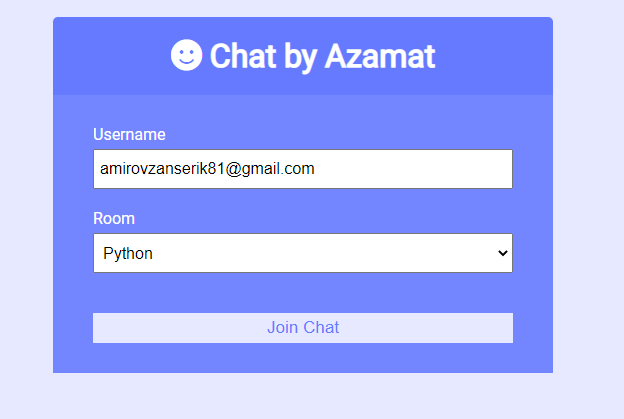 Chat by Azamat
Username
amirovzanserik81@gmail.com
Room
Python
Join Chat